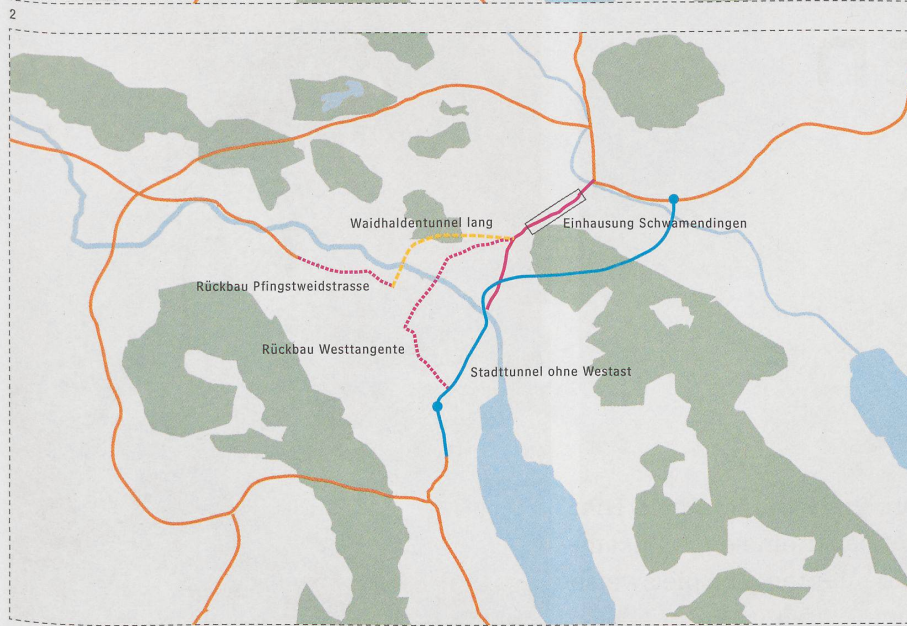 2
Waidhaldentunnel lang
Einhausung Schwamendingen
Rückbau Pfingstweidstrasse
Rückbau Westtangente
Stadttunnel ohne Westast